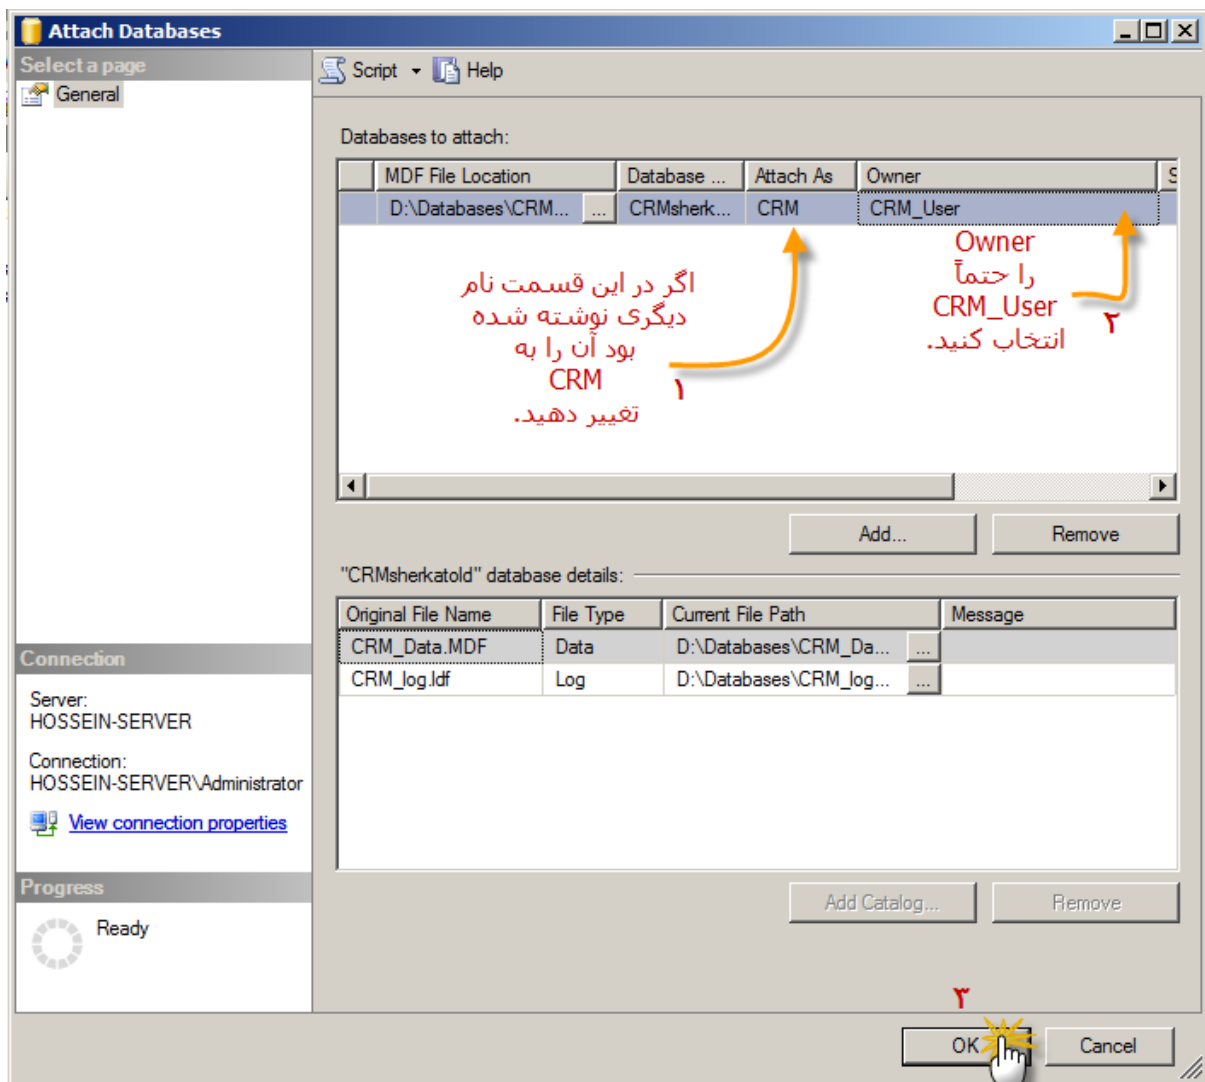 Attach Databases
Select a page
General
Script
Help
Databases to attach:
MDF File Location
Database ...
Attach As
Owner
S
D:\Databases\CRM...
...
CRMsherk...
CRM
CRM_User
اگر در این قسمت نام
دیگری نوشته شده
بود آن را به
CRM
تغییر دهید.
۱
Owner
را حتماً
CRM_User
انتخاب کنید.
۲
Add...
Remove
"CRMsherkatold" database details:
Original File Name
File Type
Current File Path
Message
CRM_Data.MDF
Data
D:\Databases\CRM_Da...
...
CRM_log.ldf
Log
D:\Databases\CRM_log...
...
Connection
Server:
HOSSEIN-SERVER
Connection:
HOSSEIN-SERVER\Administrator
View connection properties
Progress
Ready
Add Catalog...
Remove
۳
OK
Cancel